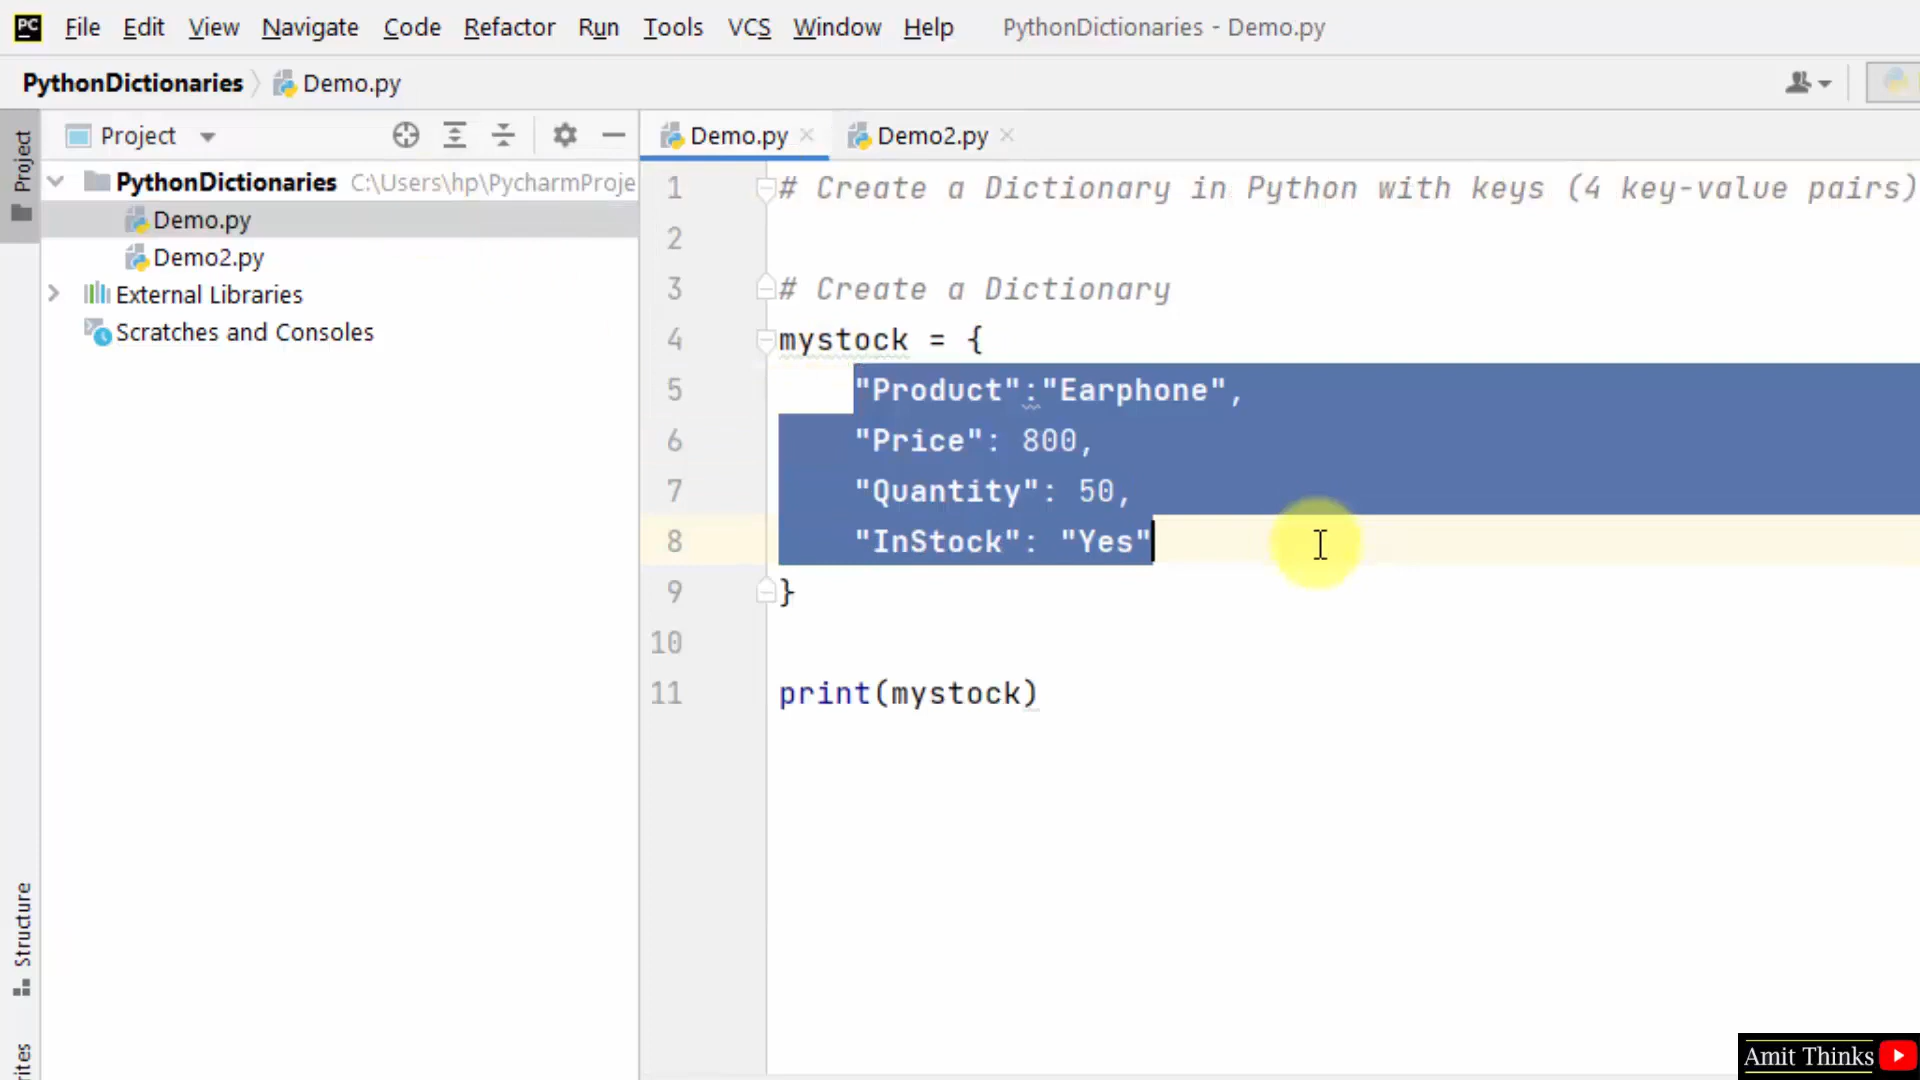 PC File Edit View Navigate Code Refactor Run Tools VCS Window Help PythonDictionaries - Demo.py
PythonDictionaries Demo.py
Project
Project
Demo.py
Demo2.py
PythonDictionaries C:\Users\hp\PycharmProje
Demo.py
Demo2.py
External Libraries
Scratches and Consoles
1 # Create a Dictionary in Python with keys (4 key-value pairs)
2
3 # Create a Dictionary
4 mystock = {
5 "Product":"Earphone",
6 "Price": 800,
7 "Quantity": 50,
8 "InStock": "Yes"
9 }
10
11 print(mystock)
Structure
rites
Amit Thinks